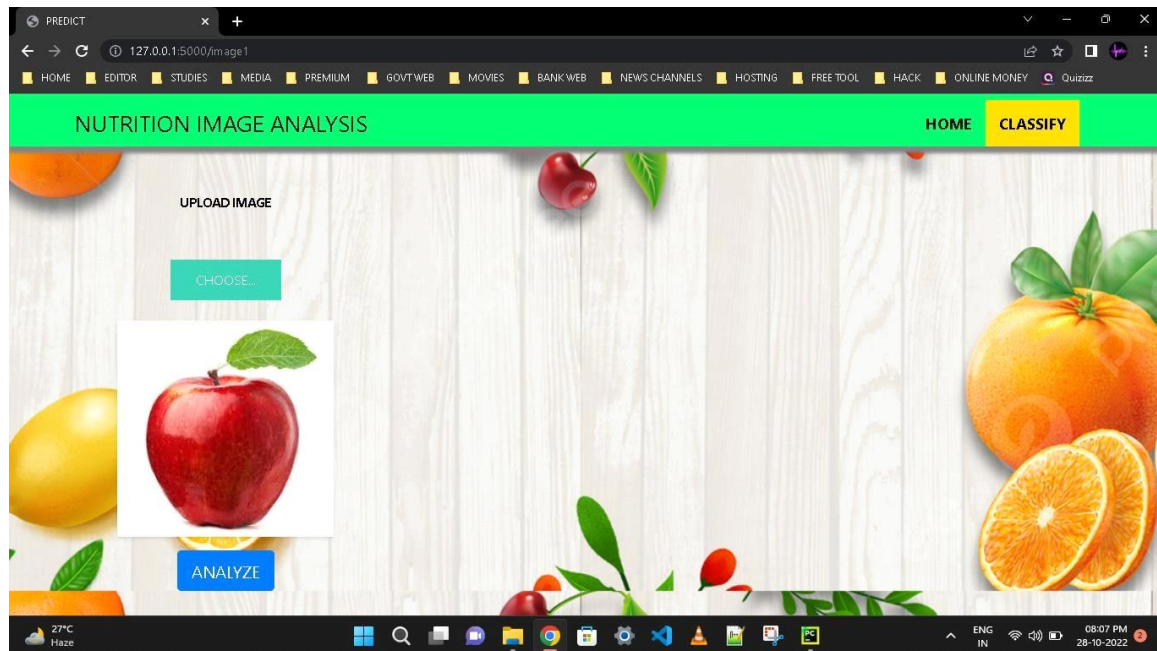 PREDICT
127.0.0.1:5000/image1
HOME EDITOR STUDIES MEDIA PREMIUM GOVT WEB MOVIES BANK WEB NEWS CHANNELS HOSTING FREE TOOL HACK ONLINE MONEY Quizizz
NUTRITION IMAGE ANALYSIS HOME CLASSIFY
UPLOAD IMAGE
CHOOSE...
ANALYZE
27°C
Haze
PC
ENG
IN
08:07 PM
28-10-2022
2